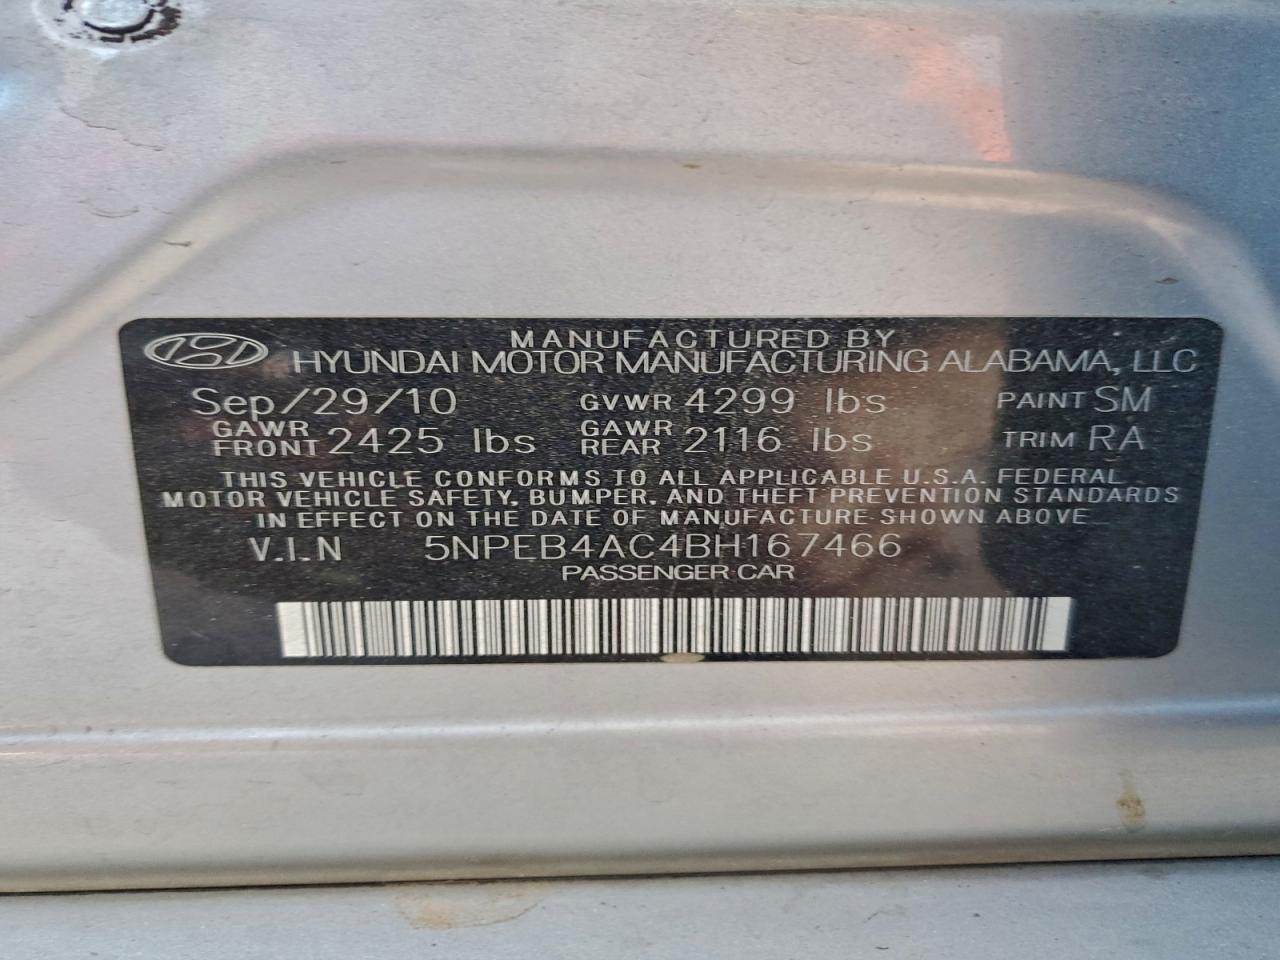 MANUFACTURED BY
HYUNDAI MOTOR MANUFACTURING ALABAMA, LLC
Sep/29/10 GVWR 4299 lbs PAINT SM
GAWR FRONT 2425 lbs GAWR REAR 2116 lbs TRIM RA
THIS VEHICLE CONFORMS TO ALL APPLICABLE U.S.A. FEDERAL
MOTOR VEHICLE SAFETY, BUMPER, AND THEFT PREVENTION STANDARDS
IN EFFECT ON THE DATE OF MANUFACTURE SHOWN ABOVE
V.I.N 5NPEB4AC4BH167466
PASSENGER CAR